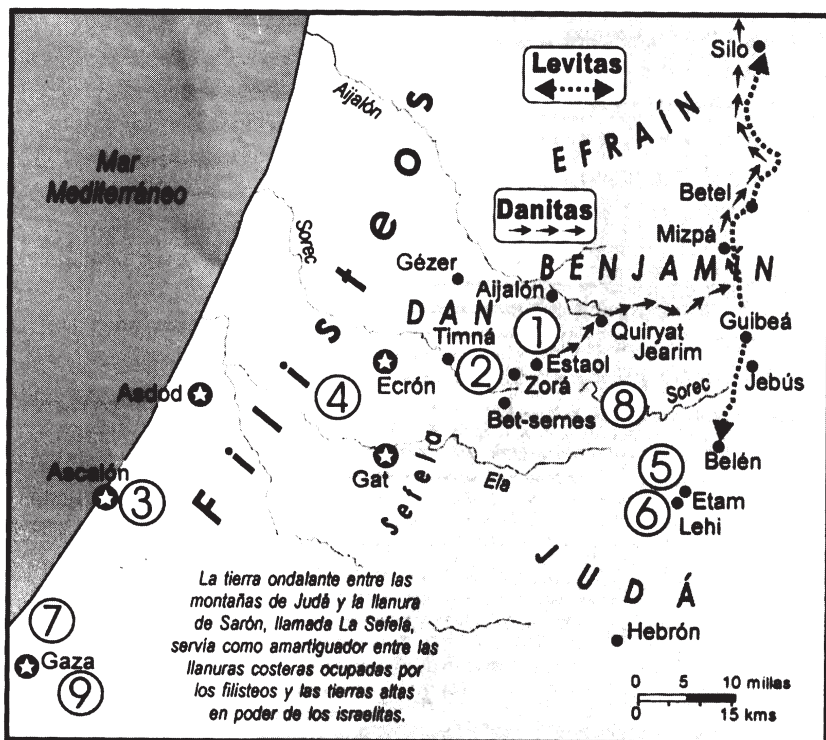 Silo
Levitas
Aijalón
EFRAÍN
Mar
Mediterráneo
Filisteos
Betel
Danitas
Mizpá
Sorec
Gézer
BENJAMÍN
Aijalón
DAN
1
Quiryat
Jearim
Guibeá
Timná
2
Estaol
Zorá
Ecrón
4
Jebús
Asdod
8
Sorec
Bet-semes
Sefela
Belén
5
Gat
Ela
Ascalón
3
Etam
6
Lehi
JUDÁ
La tierra ondalante entre las
montañas de Judá y la llanura
de Sarón, llamada La Sefela,
servía como amartiguador entre las
llanuras costeras ocupadas por
los filisteos y las tierras altas
en poder de los israelitas.
7
Gaza
9
Hebrón
0 5 10 millas
0 15 kms